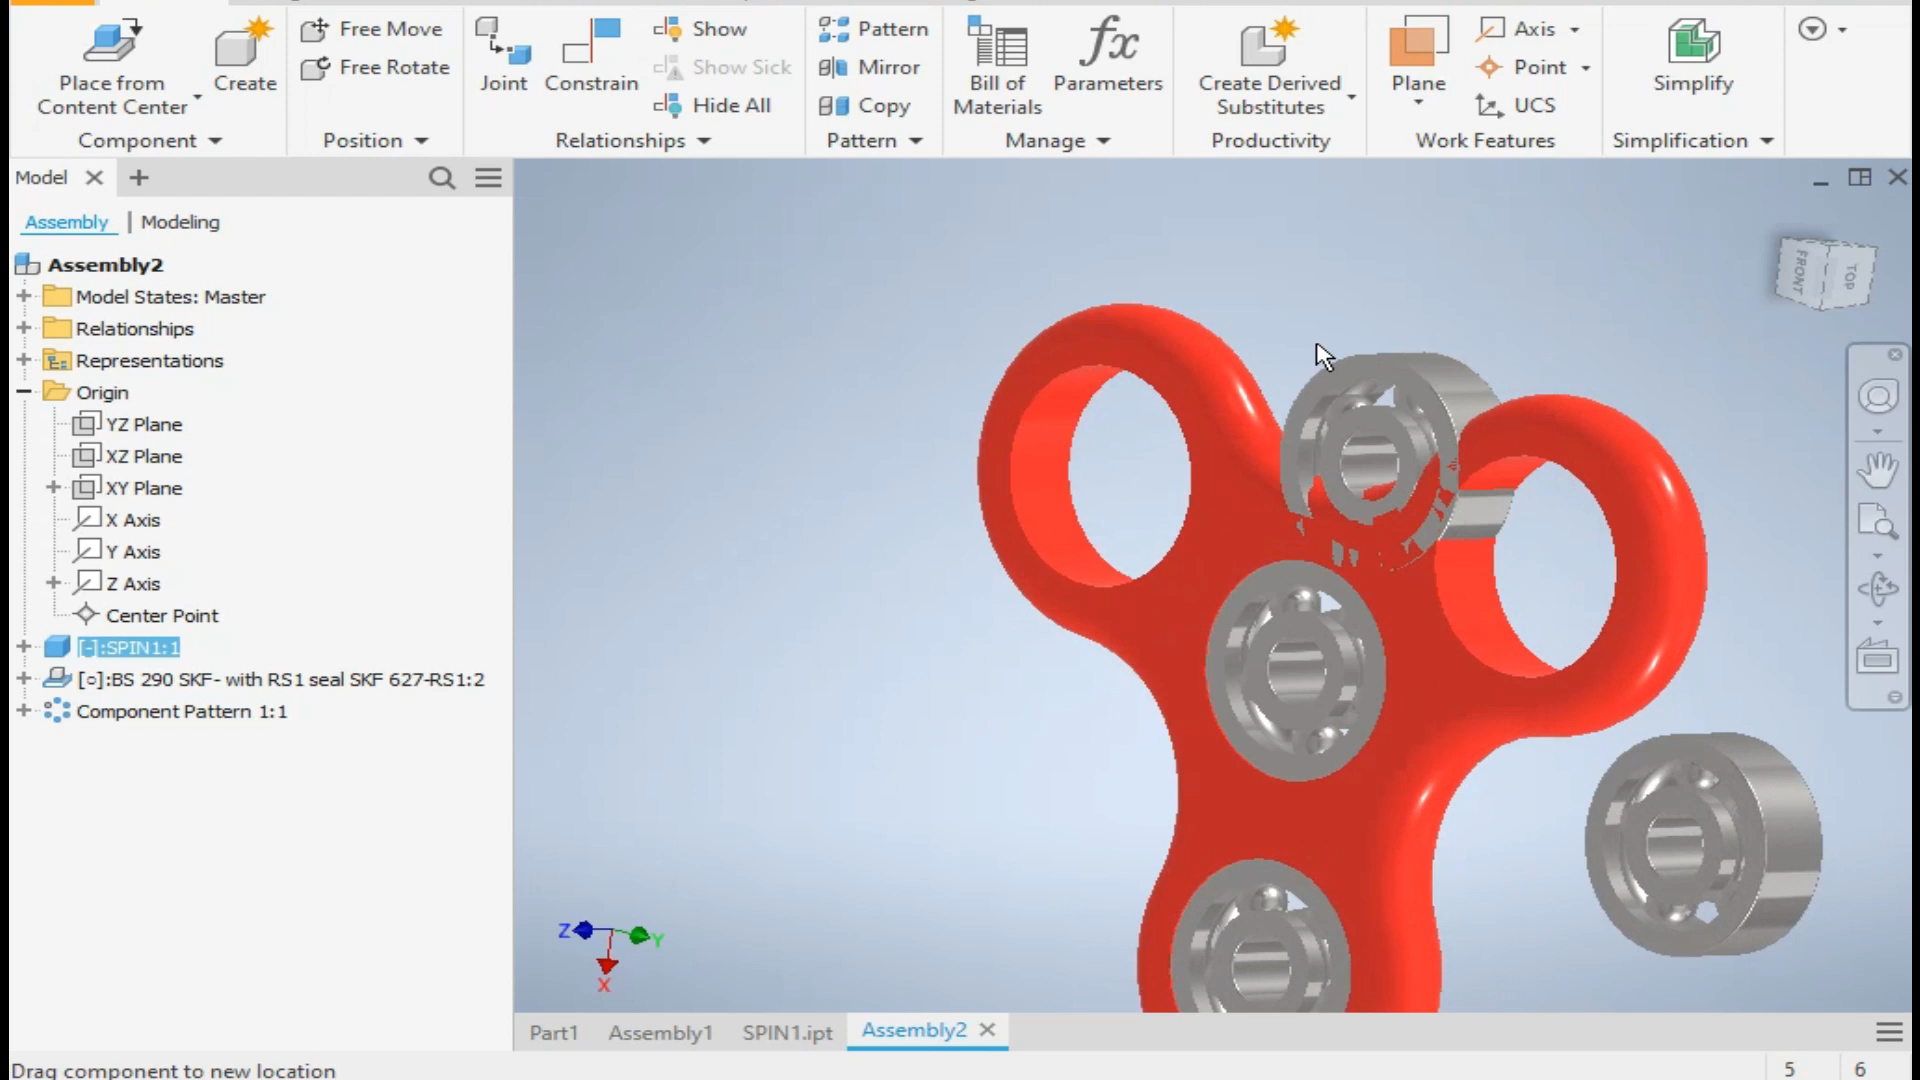 Place from
Content Center
Create
Component
Free Move
Free Rotate
Position
Joint
Constrain
Show
Show Sick
Hide All
Relationships
Pattern
Mirror
Copy
Pattern
Bill of
Materials
fx
Parameters
Manage
Create Derived
Substitutes
Productivity
Plane
Axis
Point
UCS
Work Features
Simplify
Simplification
Model
Assembly | Modeling
Assembly2
Model States: Master
Relationships
Representations
Origin
YZ Plane
XZ Plane
XY Plane
X Axis
Y Axis
Z Axis
Center Point
[-]:SPIN1:1
[○]:BS 290 SKF- with RS1 seal SKF 627-RS1:2
Component Pattern 1:1
FRONT
TOP
Z
Y
X
Part1
Assembly1
SPIN1.ipt
Assembly2
Drag component to new location
5
6